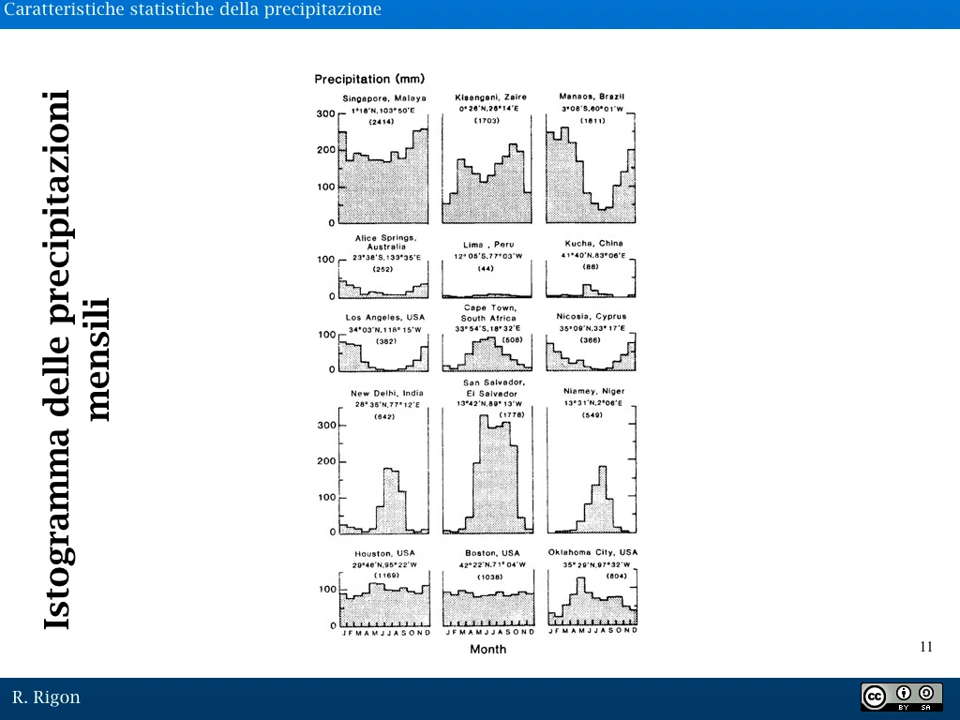 Caratteristiche statistiche della precipitazione
Istogramma delle precipitazioni
mensili
Precipitation (mm)
Singapore, Malaya
1°18'N,103°50'E
(2414)
Kisangani, Zaire
0°26'N,26°14'E
(1703)
Manaos, Brazil
3°08'S,60°01'W
(1811)
300
200
100
0
Alice Springs,
Australia
23°38'S,133°35'E
(252)
Lima , Peru
12°05'S,77°03'W
(44)
Kucha, China
41°40'N,83°06'E
(86)
100
0
Los Angeles, USA
34°03'N,118°15'W
(382)
Cape Town,
South Africa
33°54'S,18°32'E
(508)
Nicosia, Cyprus
35°09'N,33°17'E
(366)
100
0
New Delhi, India
28°35'N,77°12'E
(642)
San Salvador,
El Salvador
13°42'N,89°13'W
(1778)
Niamey, Niger
13°31'N,2°06'E
(549)
300
200
100
0
Houston, USA
29°46'N,95°22'W
(1169)
Boston, USA
42°22'N,71°04'W
(1036)
Oklahoma City, USA
35°29'N,97°32'W
(804)
100
0
J F M A M J J A S O N D
J F M A M J J A S O N D
J F M A M J J A S O N D
Month
11
R. Rigon
cc
BY SA